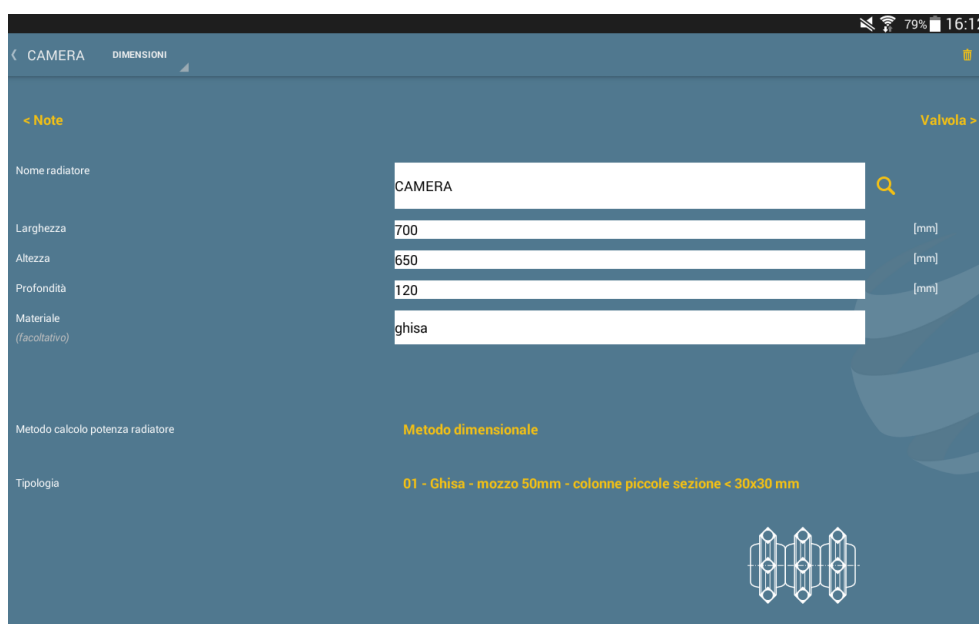 79% 16:12
CAMERA DIMENSIONI
< Note Valvola >
Nome radiatore CAMERA
Larghezza 700 [mm]
Altezza 650 [mm]
Profondità 120 [mm]
Materiale
(facoltativo) ghisa
Metodo calcolo potenza radiatore Metodo dimensionale
Tipologia 01 - Ghisa - mozzo 50mm - colonne piccole sezione < 30x30 mm